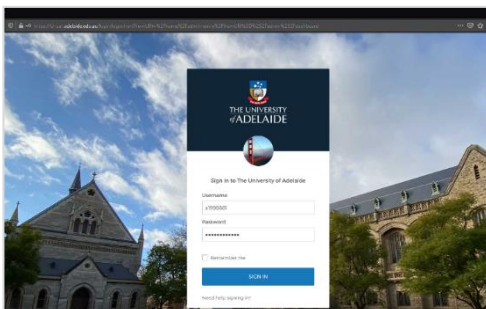 THE UNIVERSITY
of ADELAIDE
Sign in to The University of Adelaide
Username
Password
Remember me
SIGN IN
Need help signing in?